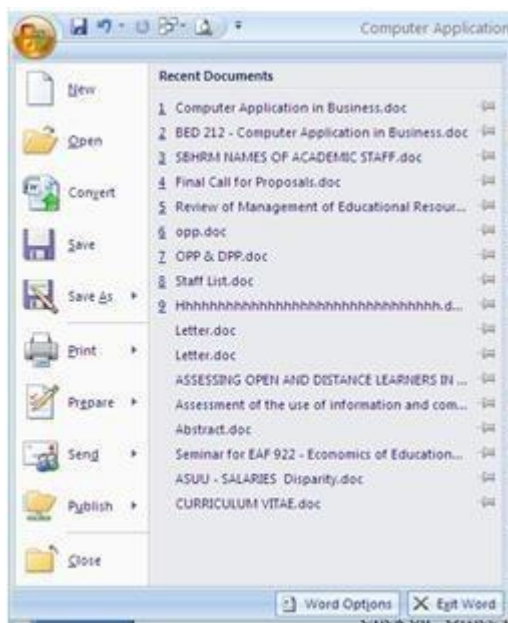 Computer Application
New
Open
Convert
Save
Save As
Print
Prepare
Send
Publish
Close
Recent Documents
1 Computer Application in Business.doc
2 BED 212 - Computer Application in Business.doc
3 SBHRM NAMES OF ACADEMIC STAFF.doc
4 Final Call for Proposals.doc
5 Review of Management of Educational Resour...
6 opp.doc
7 OPP & DPP.doc
8 Staff List.doc
9 Hhhhhhhhhhhhhhhhhhhhhhhhhhhhhhhh.d...
Letter.doc
Letter.doc
ASSESSING OPEN AND DISTANCE LEARNERS IN ...
Assessment of the use of information and com...
Abstract.doc
Seminar for EAF 922 - Economics of Education...
ASUU - SALARIES Disparity.doc
CURRICULUM VITAE.doc
Word Options
Exit Word